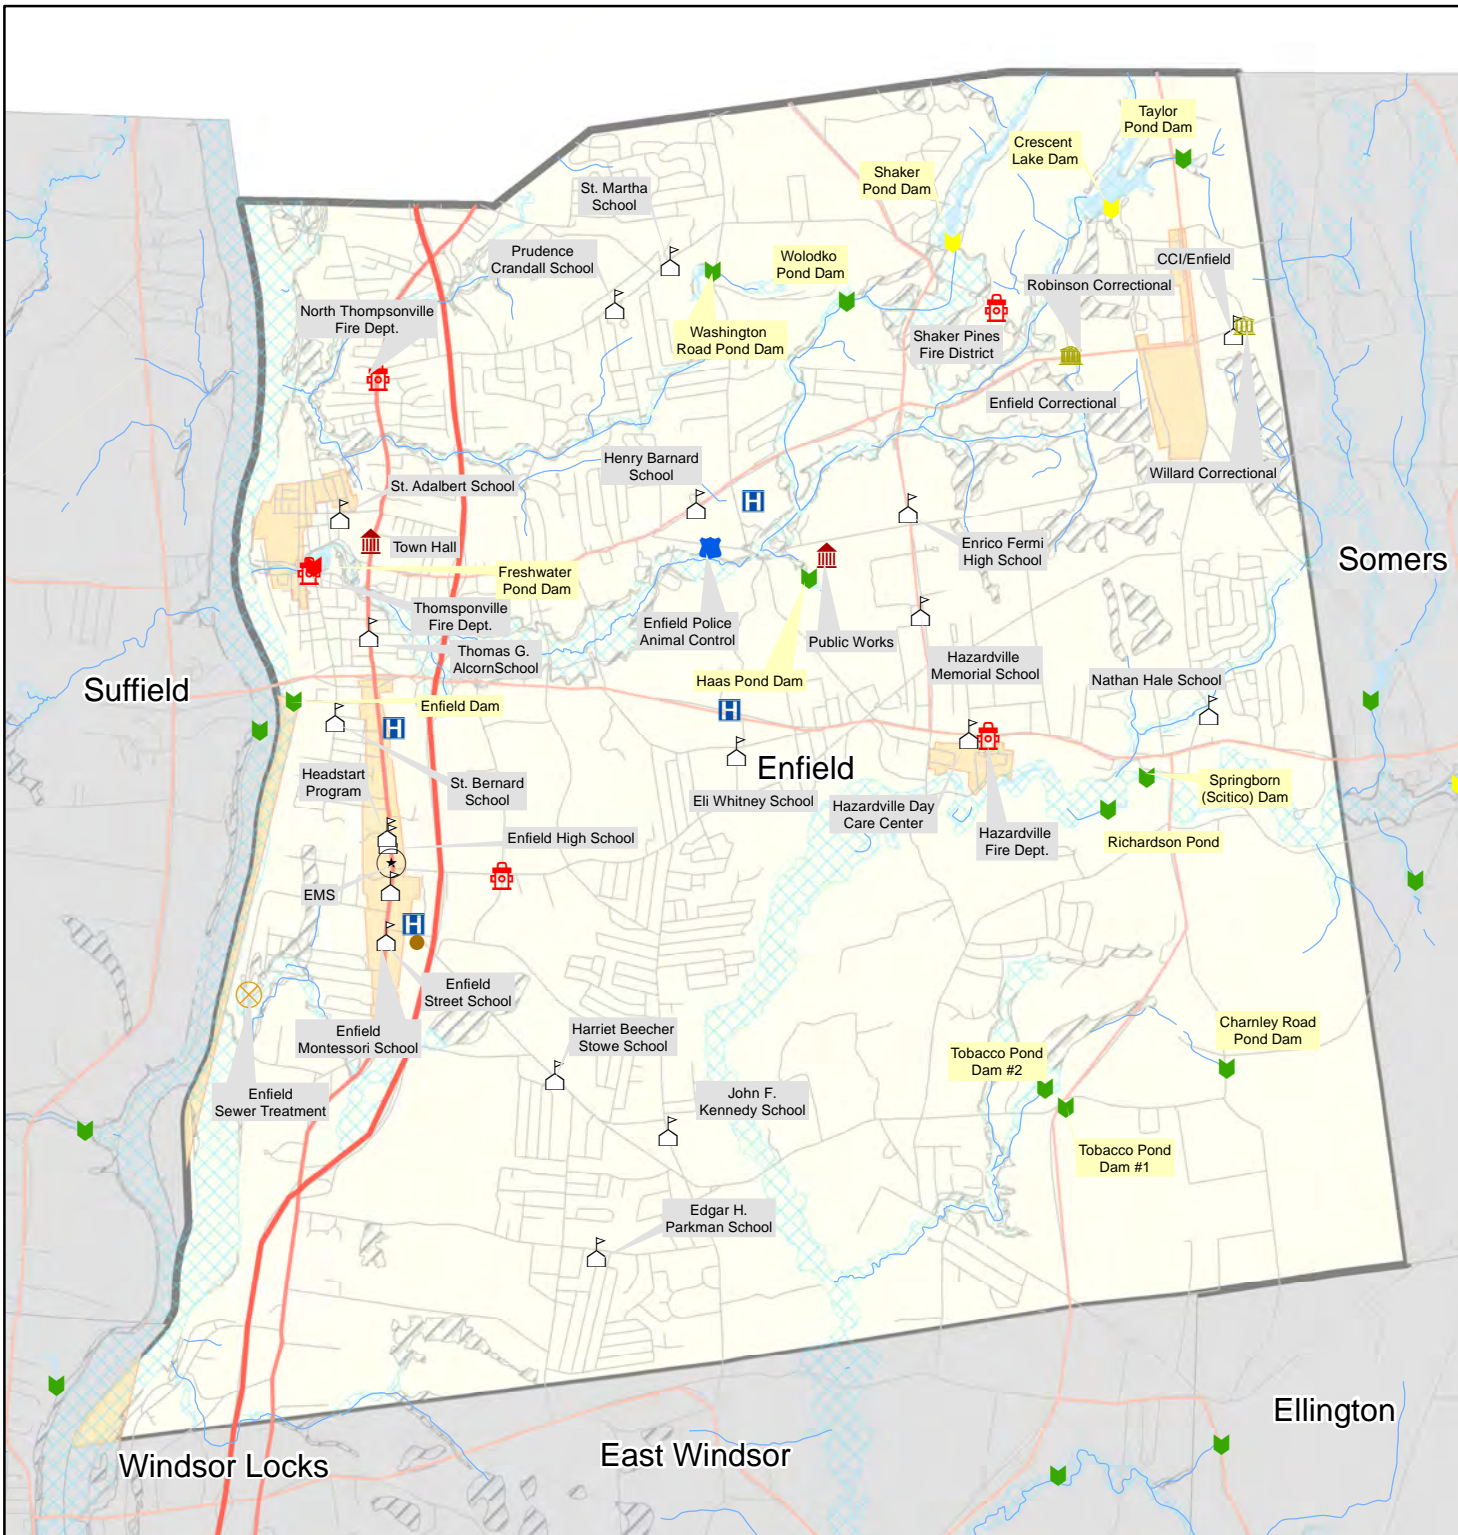 Taylor
Pond Dam
Crescent
Lake Dam
Shaker
Pond Dam
St. Martha
School
Prudence
Crandall School
Wolodko
Pond Dam
CCI/Enfield
Robinson Correctional
North Thompsonville
Fire Dept.
Washington
Road Pond Dam
Shaker Pines
Fire District
Enfield Correctional
Henry Barnard
School
Willard Correctional
St. Adalbert School
H
Town Hall
Enrico Fermi
High School
Somers
Freshwater
Pond Dam
Thomsponville
Fire Dept.
Enfield Police
Animal Control
Public Works
Thomas G.
AlcornSchool
Hazardville
Memorial School
Haas Pond Dam
Nathan Hale School
Suffield
Enfield Dam
H
H
Enfield
Headstart
Program
St. Bernard
School
Eli Whitney School
Hazardville Day
Care Center
Springborn
(Scitico) Dam
Enfield High School
Hazardville
Fire Dept.
Richardson Pond
EMS
H
Enfield
Street School
Enfield
Montessori School
Harriet Beecher
Stowe School
Charnley Road
Pond Dam
Tobacco Pond
Dam #2
Enfield
Sewer Treatment
John F.
Kennedy School
Tobacco Pond
Dam #1
Edgar H.
Parkman School
Ellington
East Windsor
Windsor Locks